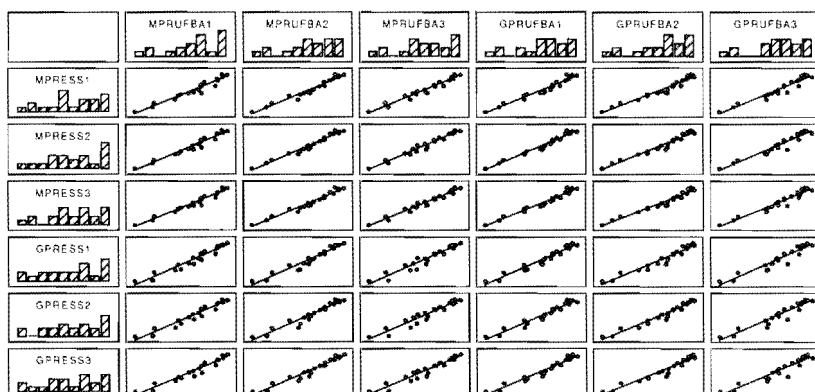 MPRUFBA1 MPRUFBA2 MPRUFBA3 GPRUFBA1 GPRUFBA2 GPRUFBA3
MPRESS1
MPRESS2
MPRESS3
GPRESS1
GPRESS2
GPRESS3